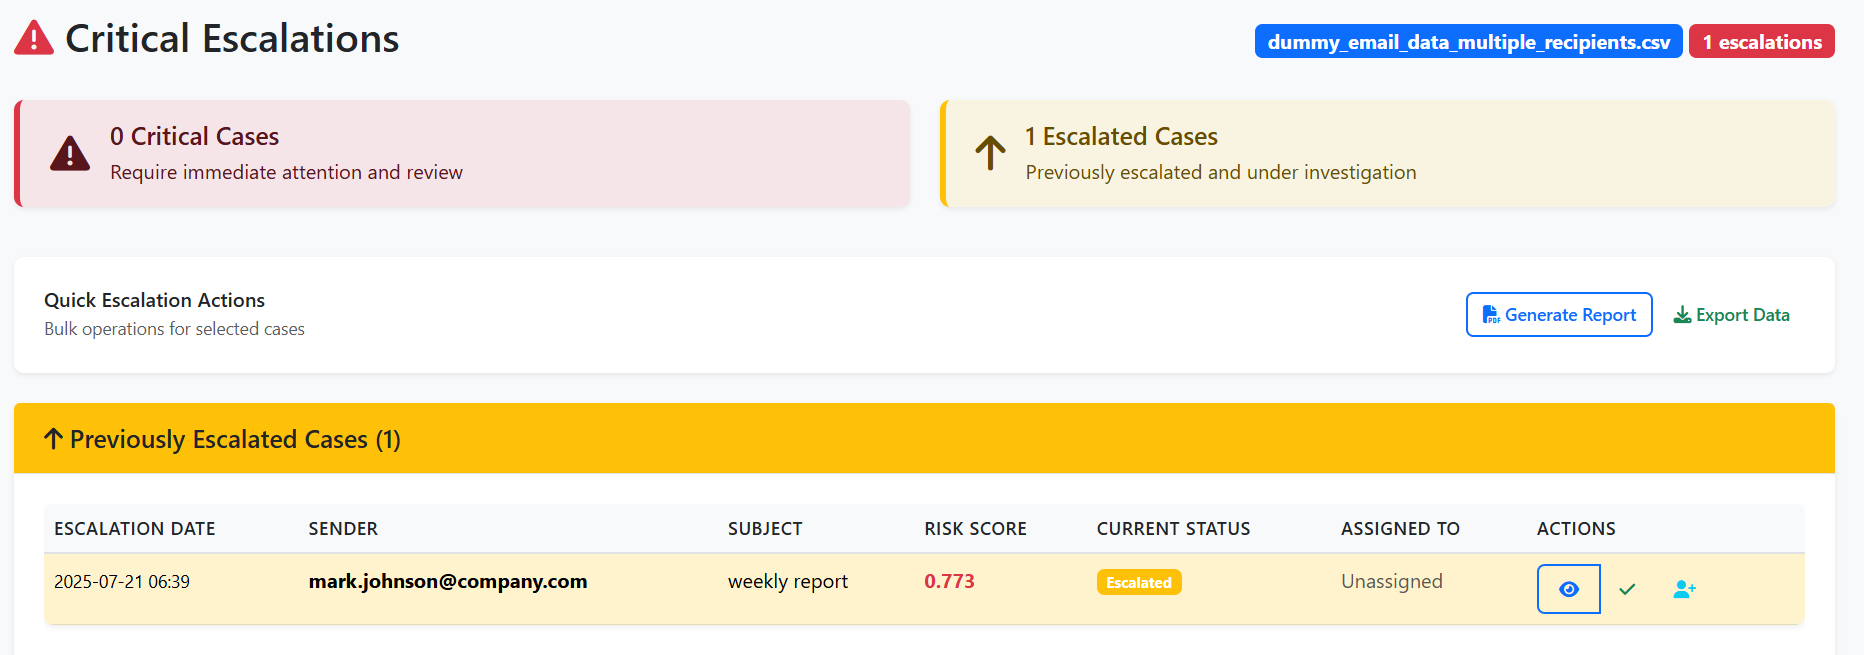 Critical Escalations
dummy_email_data_multiple_recipients.csv 1 escalations
0 Critical Cases
Require immediate attention and review
1 Escalated Cases
Previously escalated and under investigation
Quick Escalation Actions
Bulk operations for selected cases
PDF Generate Report Export Data
Previously Escalated Cases (1)
ESCALATION DATE SENDER SUBJECT RISK SCORE CURRENT STATUS ASSIGNED TO ACTIONS
2025-07-21 06:39 mark.johnson@company.com weekly report 0.773 Escalated Unassigned